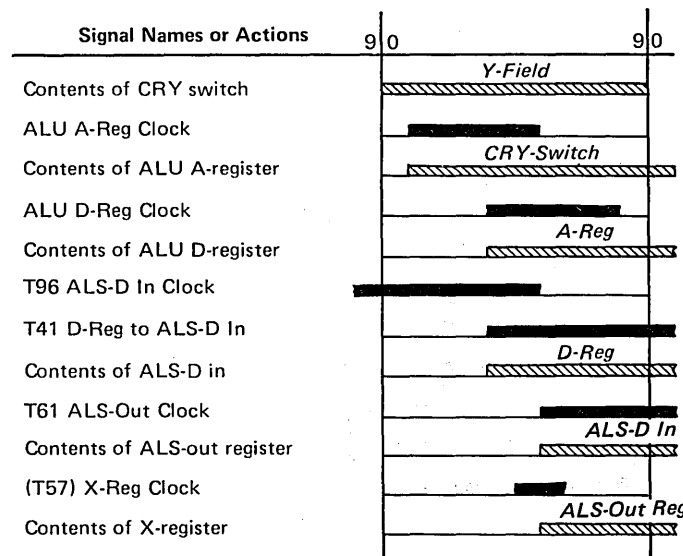 Signal Names or Actions 9 0 9 0
Y-Field
Contents of CRY switch
ALU A-Reg Clock
CRY-Switch
Contents of ALU A-register
ALU D-Reg Clock
A-Reg
Contents of ALU D-register
T96 ALS-D In Clock
T41 D-Reg to ALS-D In
D-Reg
Contents of ALS-D in
T61 ALS-Out Clock
ALS-D In
Contents of ALS-out register
(T57) X-Reg Clock
ALS-Out Reg
Contents of X-register